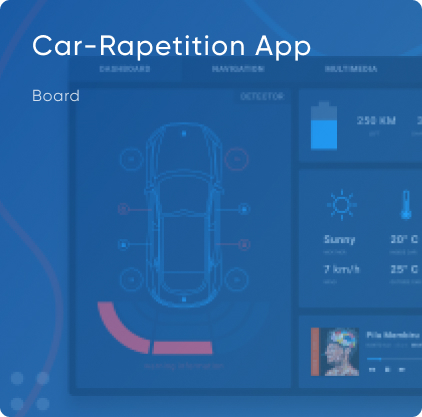 Car-Rapetition App
DASHBOARD NAVIGATION MULTIMEDIA
Board
DETECTOR
250 KM
Sunny 20° C
7 km/h 25° C